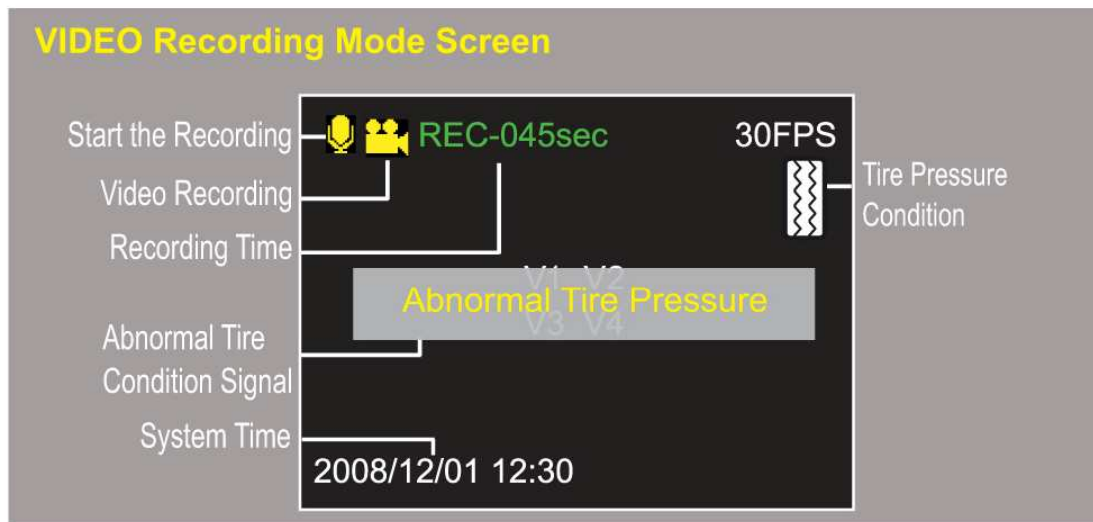 VIDEO Recording Mode Screen
Start the Recording
REC-045sec
30FPS
Video Recording
Tire Pressure
Condition
Recording Time
V1 V2
Abnormal Tire Pressure
V3 V4
Abnormal Tire
Condition Signal
System Time
2008/12/01 12:30